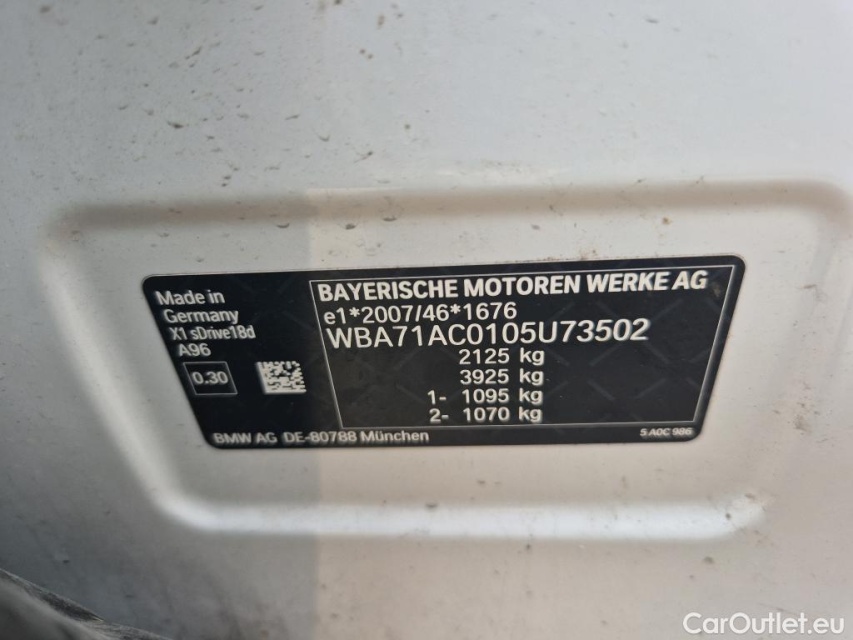 Made in
Germany
X1 sDrive18d
A96
0.30
BAYERISCHE MOTOREN WERKE AG
e1*2007/46*1676
WBA71AC0105U73502
2125 kg
3925 kg
1- 1095 kg
2- 1070 kg
BMW AG DE-80788 München
5 A0C 986
CarOutlet.eu